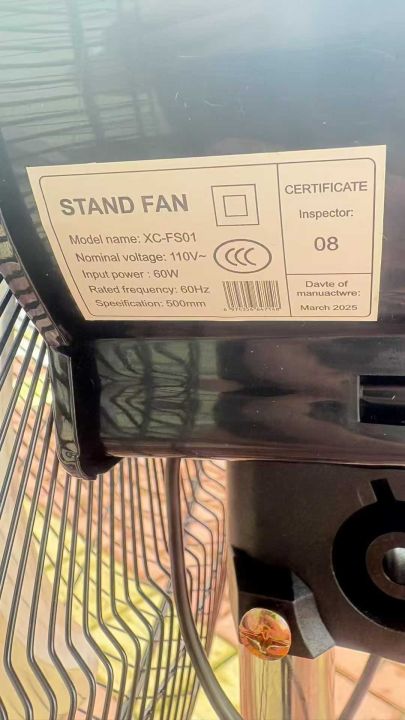 STAND FAN
Model name: XC-FS01
Nominal voltage: 110V~
Input power : 60W
Rated frequency: 60Hz
Speeification: 500mm
CCC
CERTIFICATE
Inspector:
08
Davte of
manuactwre:
March 2025